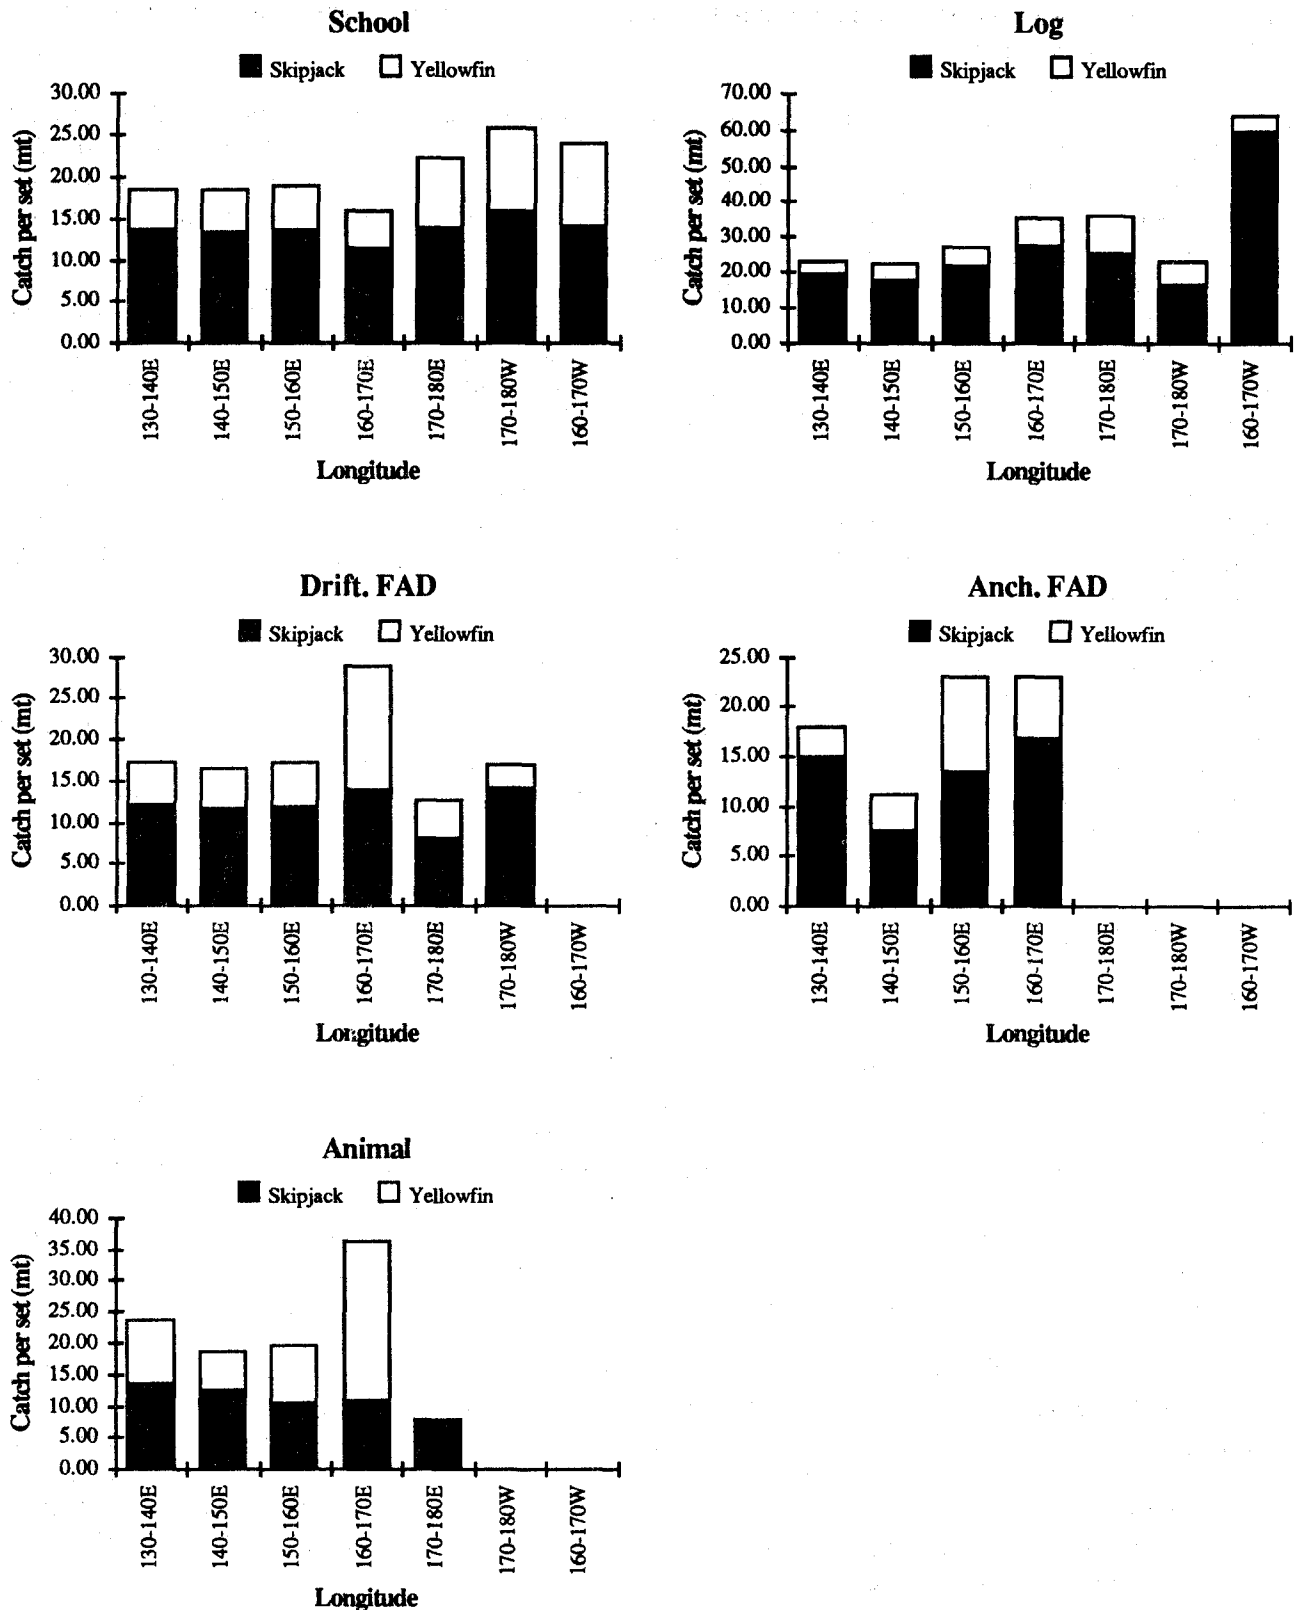 School
Skipjack Yellowfin
Catch per set (mt)
30.00
25.00
20.00
15.00
10.00
5.00
0.00
130-140E
140-150E
150-160E
160-170E
170-180E
170-180W
160-170W
Longitude
Log
Skipjack Yellowfin
Catch per set (mt)
70.00
60.00
50.00
40.00
30.00
20.00
10.00
0.00
130-140E
140-150E
150-160E
160-170E
170-180E
170-180W
160-170W
Longitude
Drift. FAD
Skipjack Yellowfin
Catch per set (mt)
30.00
25.00
20.00
15.00
10.00
5.00
0.00
130-140E
140-150E
150-160E
160-170E
170-180E
170-180W
160-170W
Longitude
Anch. FAD
Skipjack Yellowfin
Catch per set (mt)
25.00
20.00
15.00
10.00
5.00
0.00
130-140E
140-150E
150-160E
160-170E
170-180E
170-180W
160-170W
Longitude
Animal
Skipjack Yellowfin
Catch per set (mt)
40.00
35.00
30.00
25.00
20.00
15.00
10.00
5.00
0.00
130-140E
140-150E
150-160E
160-170E
170-180E
170-180W
160-170W
Longitude